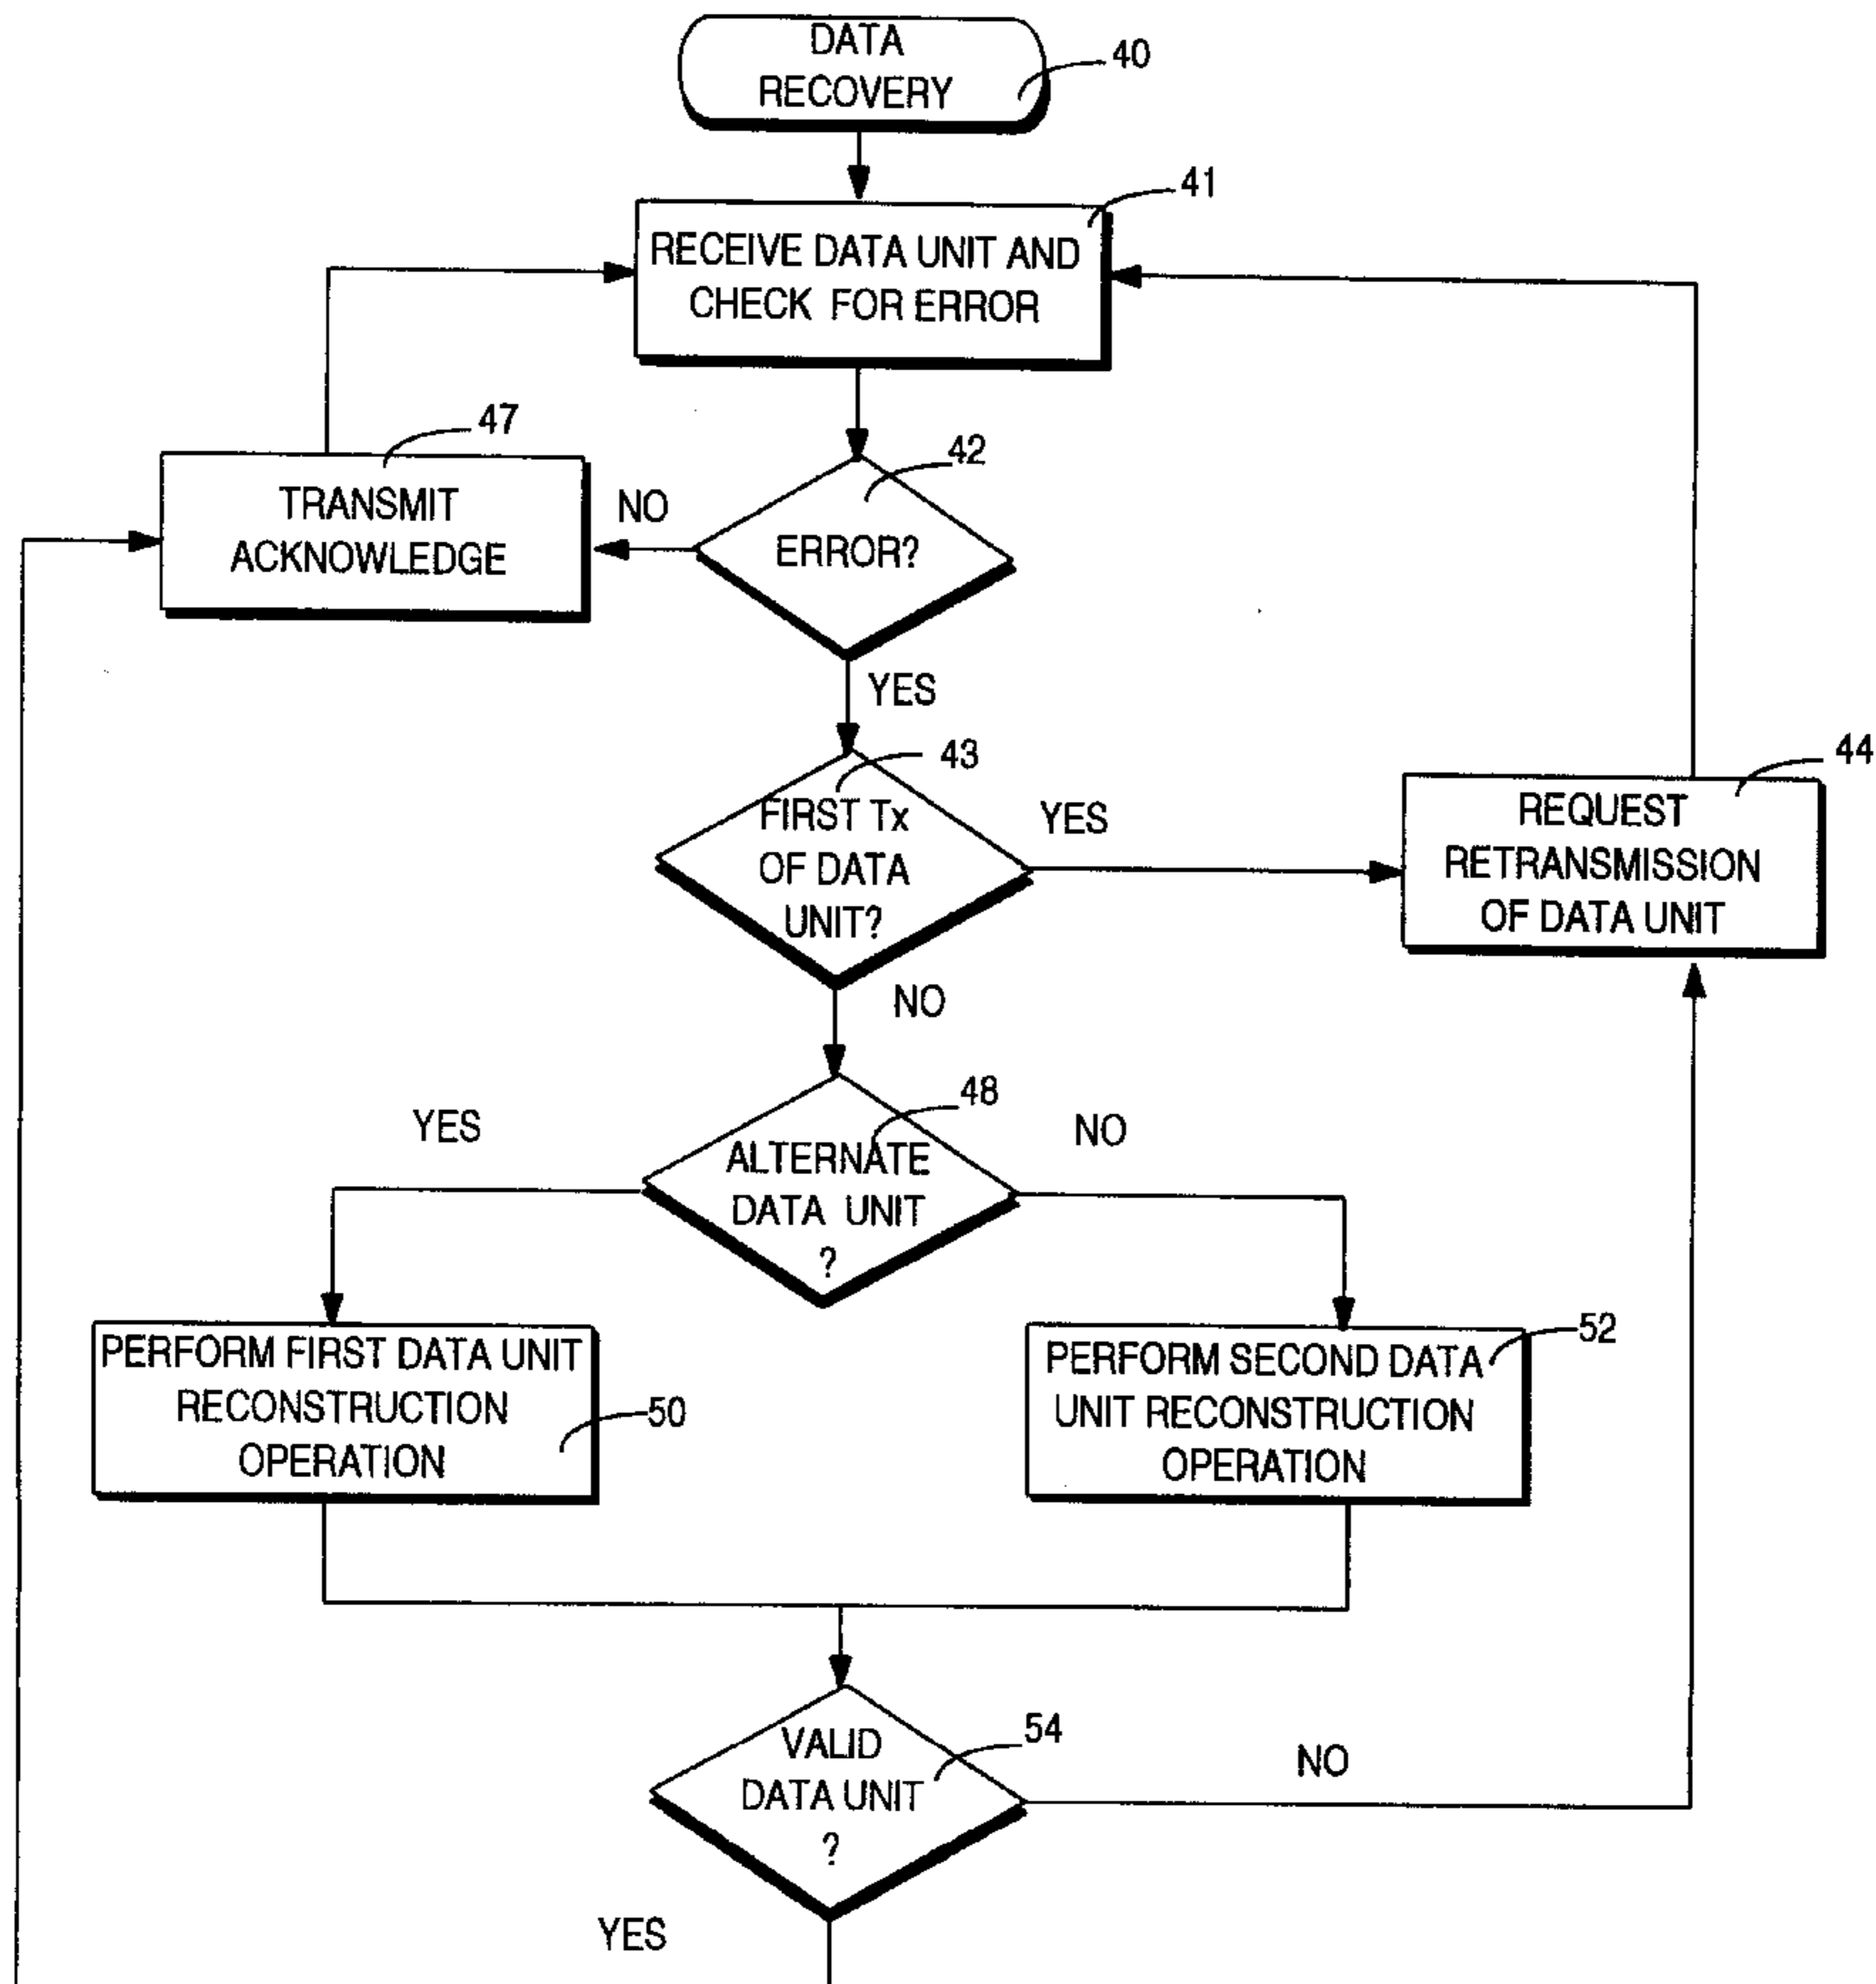 DATA
RECOVERY
40
41
RECEIVE DATA UNIT AND
CHECK FOR ERROR
47
42
TRANSMIT
ACKNOWLEDGE
NO
ERROR?
YES
43
44
FIRST Tx
OF DATA
UNIT?
YES
REQUEST
RETRANSMISSION
OF DATA UNIT
NO
48
YES
NO
ALTERNATE
DATA UNIT
?
PERFORM FIRST DATA UNIT
RECONSTRUCTION
OPERATION
50
PERFORM SECOND DATA
UNIT RECONSTRUCTION
OPERATION
52
VALID
DATA UNIT
?
54
NO
YES